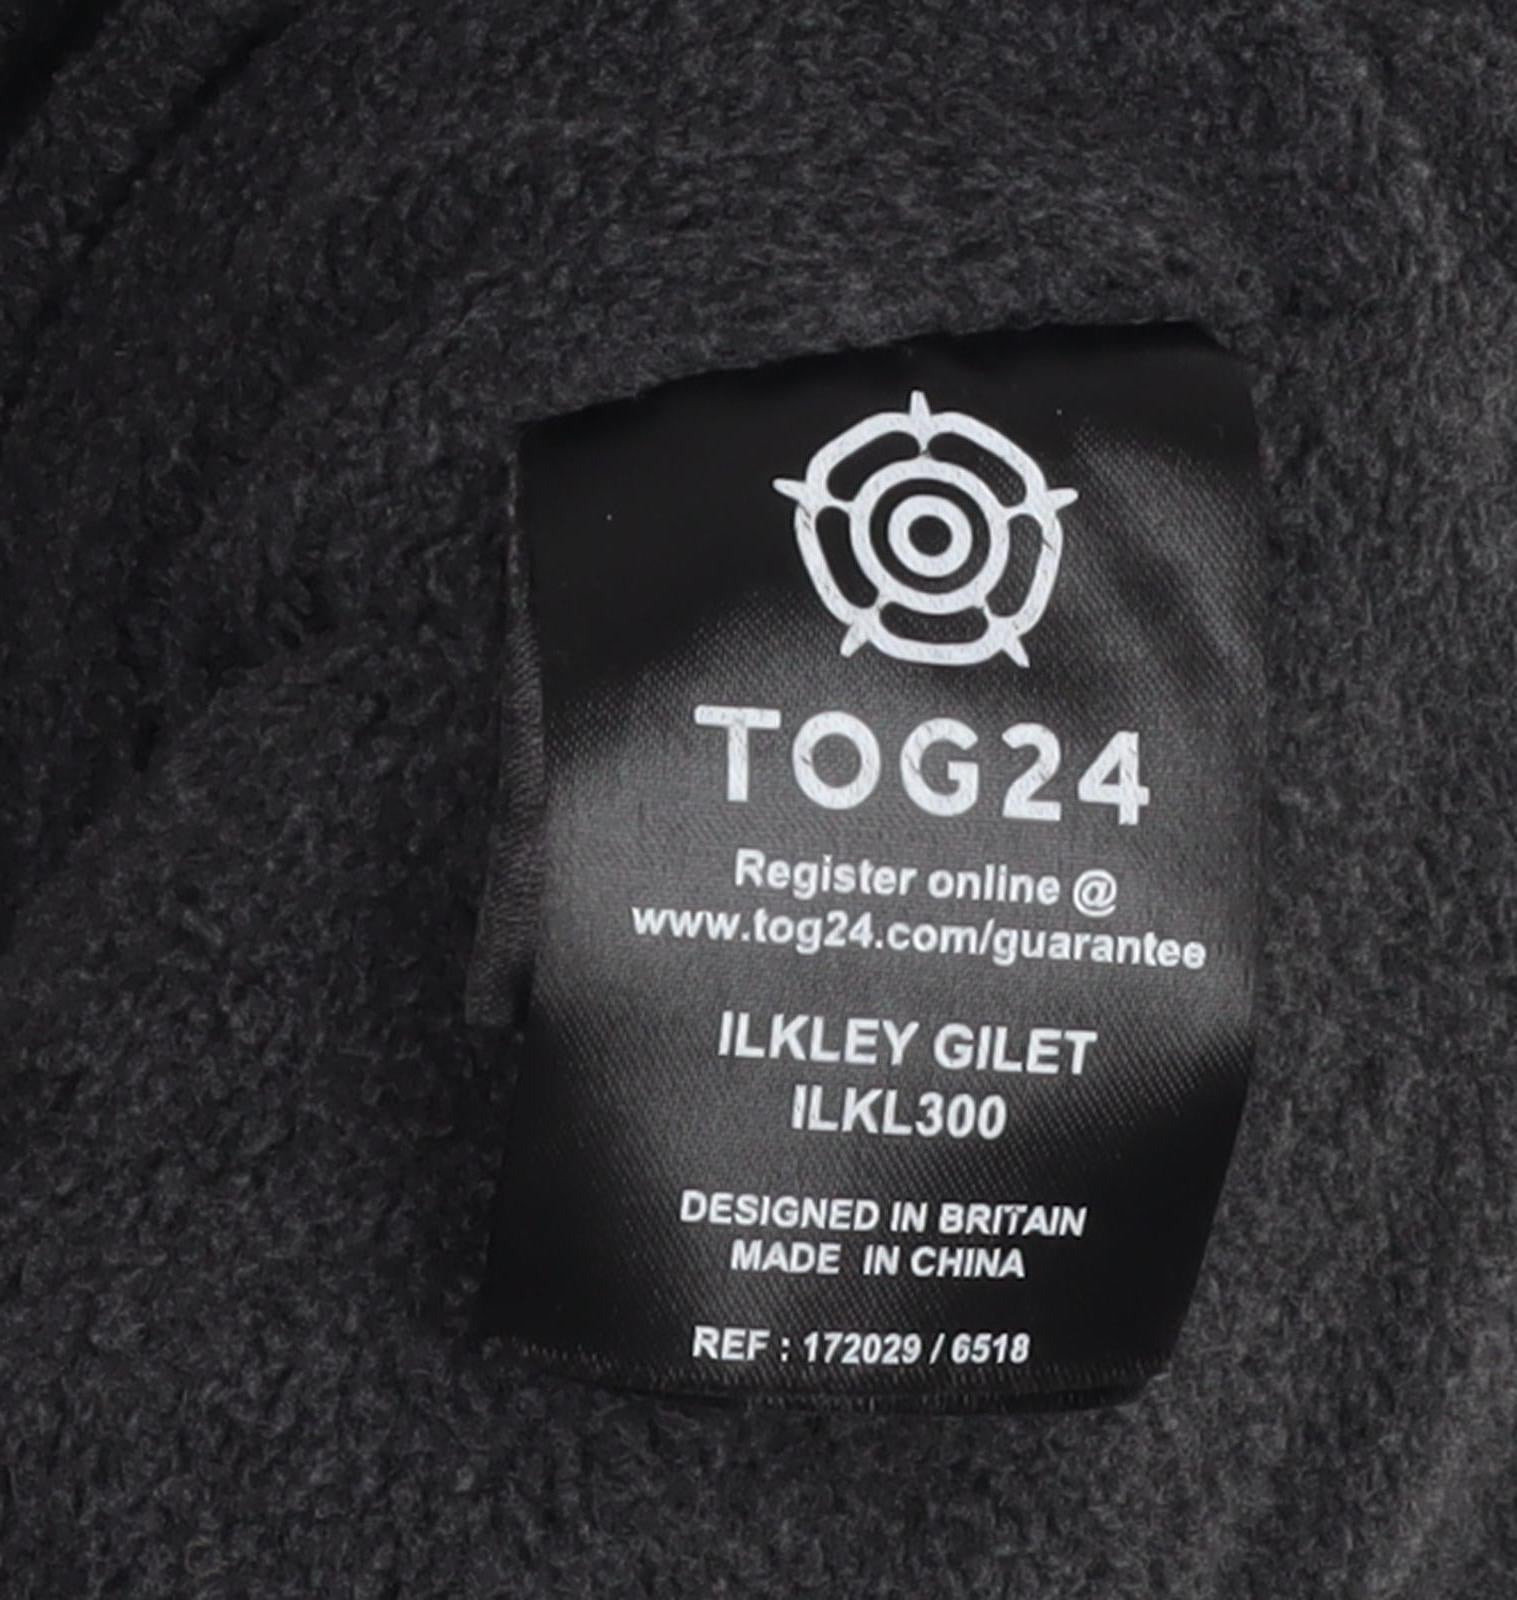 TOG24
Register online @
www.tog24.com/guarantee
ILKLEY GILET
ILKL300
DESIGNED IN BRITAIN
MADE IN CHINA
REF : 172029 / 6518